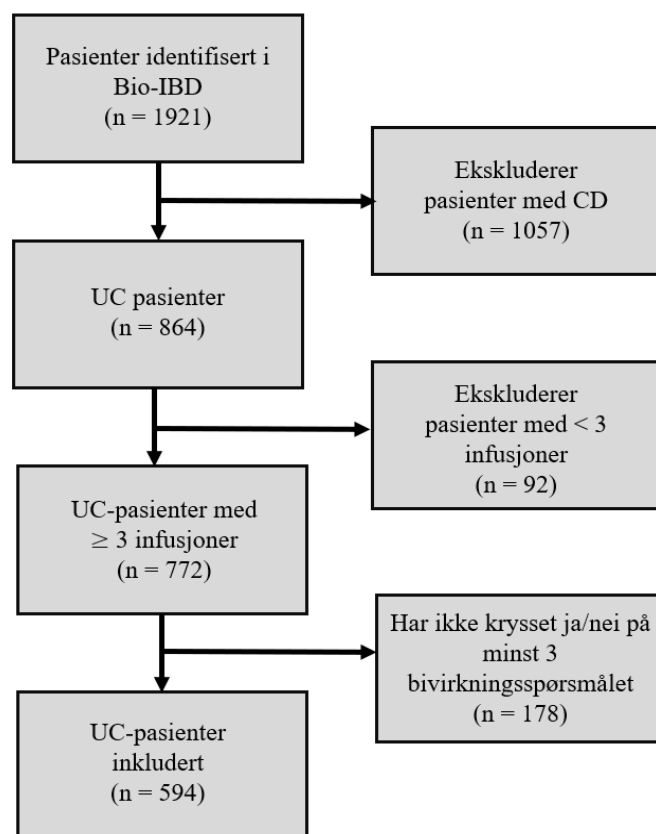 Pasienter identifisert i
Bio-IBD
(n = 1921)
Ekskluderer
pasienter med CD
(n = 1057)
UC pasienter
(n = 864)
Ekskluderer
pasienter med < 3
infusjoner
(n = 92)
UC-pasienter med
≥ 3 infusjoner
(n = 772)
Har ikke krysset ja/nei på
minst 3
bivirkningsspørsmålet
(n = 178)
UC-pasienter
inkludert
(n = 594)